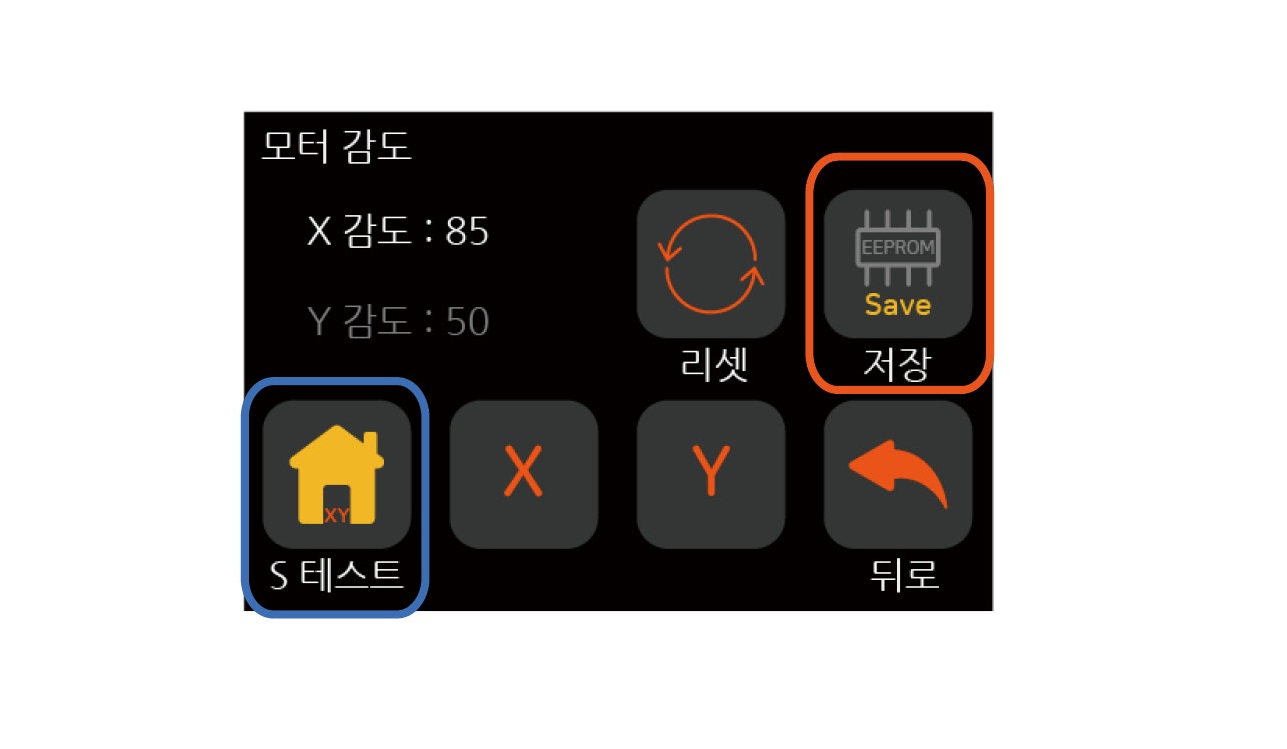 모터 감도
X 감도 : 85
Y 감도 : 50
리셋
EEPROM
Save
저장
XY
S 테스트
X
Y
뒤로